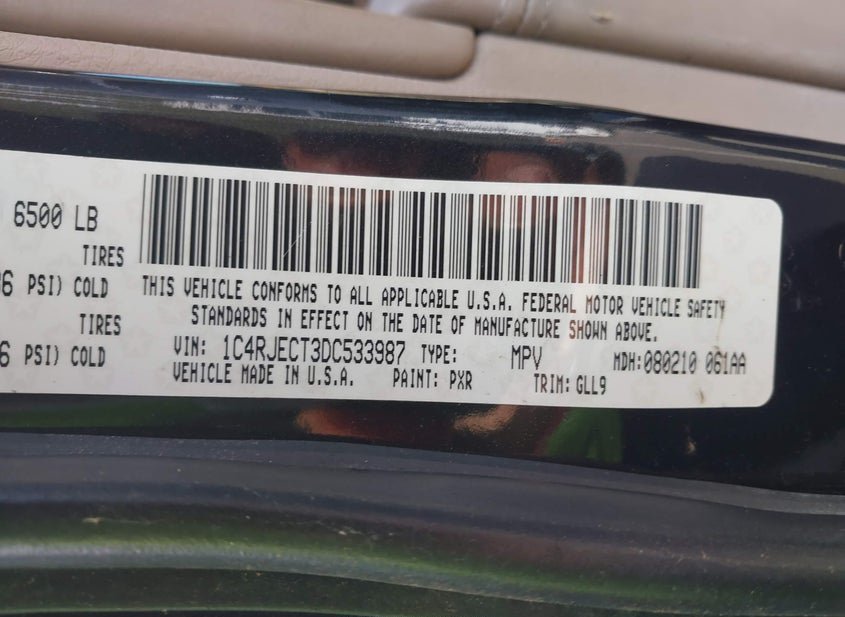 6500 LB
TIRES
6 PSI) COLD
THIS VEHICLE CONFORMS TO ALL APPLICABLE U.S.A. FEDERAL MOTOR VEHICLE SAFETY
TIRES
STANDARDS IN EFFECT ON THE DATE OF MANUFACTURE SHOWN ABOVE.
6 PSI) COLD
VIN: 1C4RJECT3DC533987 TYPE: MPV MDH:080210 061AA
VEHICLE MADE IN U.S.A. PAINT: PXR TRIM:GLL9